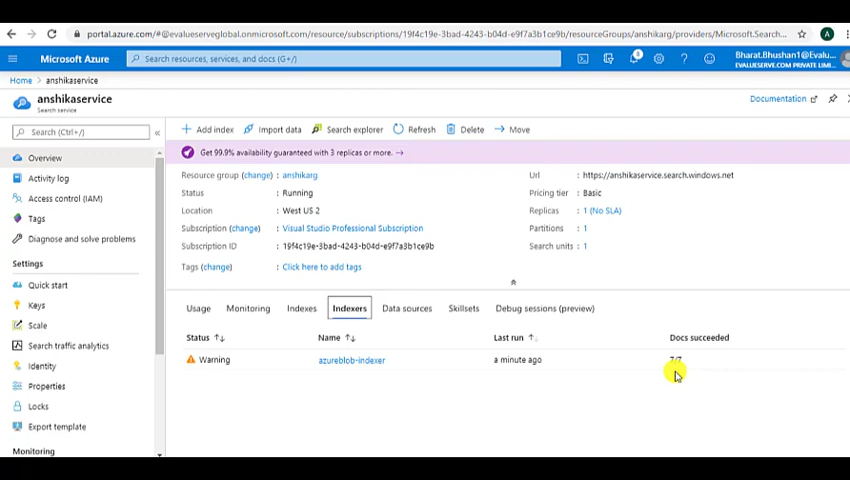 portal.azure.com/#@evalueserveglobal.onmicrosoft.com/resource/subscriptions/19f4c19e-3bad-4243-b04d-e9f7a3b1ce9b/resourceGroups/anshikarg/providers/Microsoft.Search... A
Microsoft Azure Search resources, services, and docs (G+/) Bharat.Bhushan1@Evalu...
EVALUESERVE.COM PRIVATE LIMI...
Home > anshikaservice
anshikaservice
Search service
Documentation
Search (Ctrl+/)
Overview
Activity log
Access control (IAM)
Tags
Diagnose and solve problems
Settings
Quick start
Keys
Scale
Search traffic analytics
Identity
Properties
Locks
Export template
Monitoring
Add index Import data Search explorer Refresh Delete Move
Get 99.9% availability guaranteed with 3 replicas or more. →
Resource group (change) : anshikarg
Status : Running
Location : West US 2
Subscription (change) : Visual Studio Professional Subscription
Subscription ID : 19f4c19e-3bad-4243-b04d-e9f7a3b1ce9b
Tags (change) : Click here to add tags
Url : https://anshikaservice.search.windows.net
Pricing tier : Basic
Replicas : 1 (No SLA)
Partitions : 1
Search units : 1
Usage Monitoring Indexes Indexers Data sources Skillsets Debug sessions (preview)
Status Name Last run Docs succeeded
Warning azureblob-indexer a minute ago 7/7